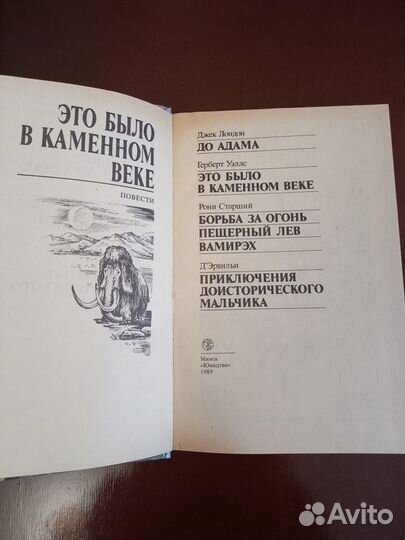 ЭТО БЫЛО
В КАМЕННОМ
ВЕКЕ
ПОВЕСТИ
Джек Лондон
ДО АДАМА
Герберт Уэллс
ЭТО БЫЛО
В КАМЕННОМ ВЕКЕ
Рони Старший
БОРЬБА ЗА ОГОНЬ
ПЕЩЕРНЫЙ ЛЕВ
ВАМИРЭХ
Д'Эрвильи
ПРИКЛЮЧЕНИЯ
ДОИСТОРИЧЕСКОГО
МАЛЬЧИКА
Минск
«Юнацтва»
1989
Avito